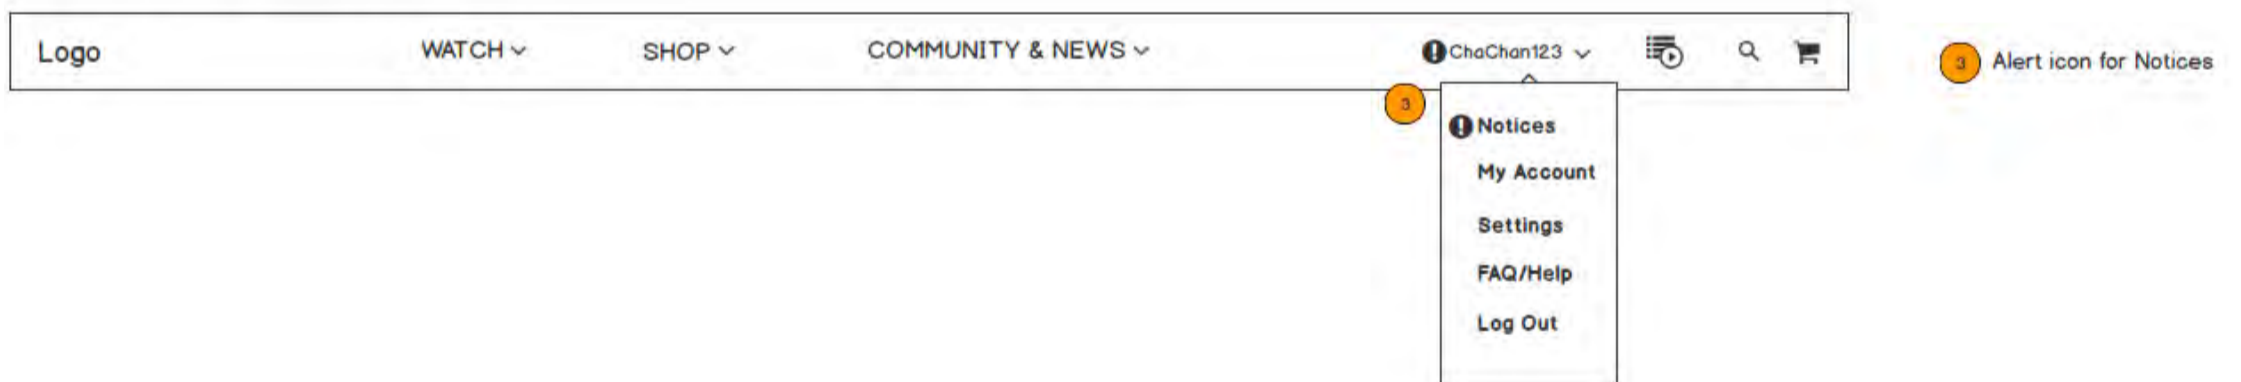 Logo WATCH SHOP COMMUNITY & NEWS ChaChan123
3 Alert icon for Notices
3
Notices
My Account
Settings
FAQ/Help
Log Out